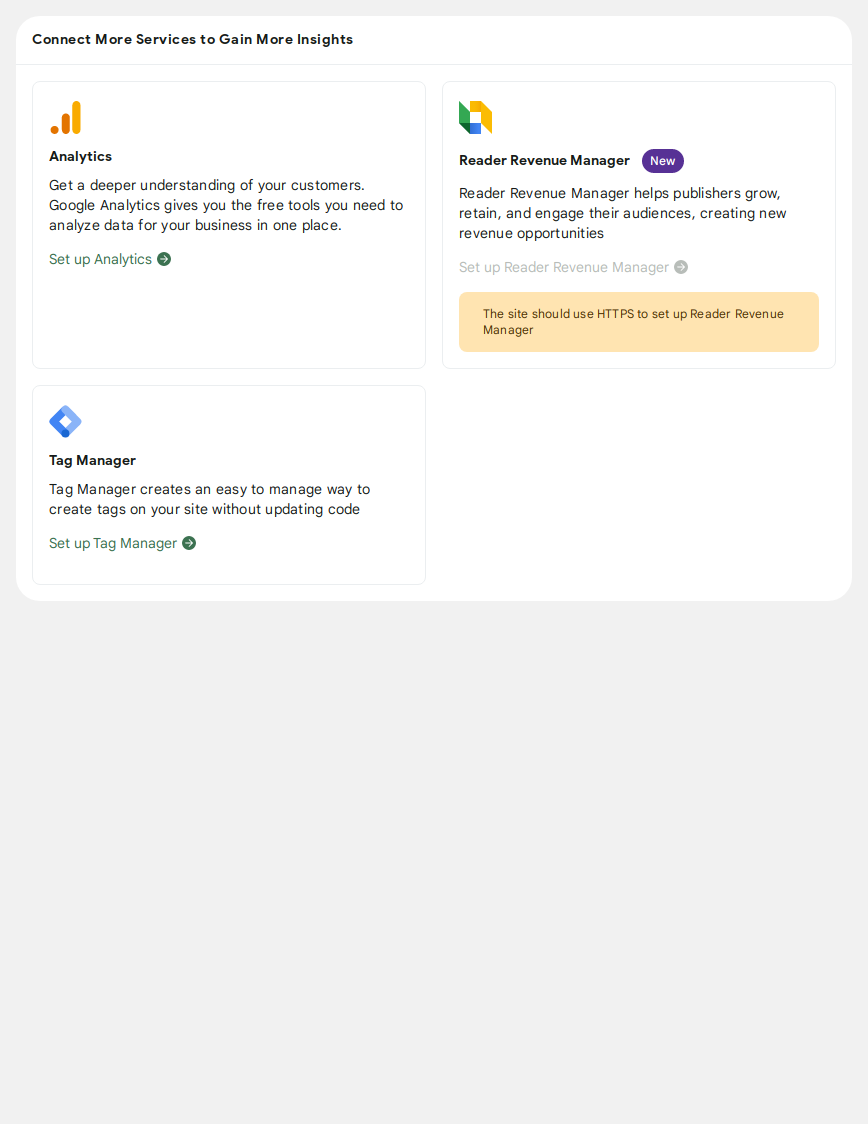 Connect More Services to Gain More Insights
Analytics
Get a deeper understanding of your customers.
Google Analytics gives you the free tools you need to
analyze data for your business in one place.
Set up Analytics
Reader Revenue Manager New
Reader Revenue Manager helps publishers grow,
retain, and engage their audiences, creating new
revenue opportunities
Set up Reader Revenue Manager
The site should use HTTPS to set up Reader Revenue
Manager
Tag Manager
Tag Manager creates an easy to manage way to
create tags on your site without updating code
Set up Tag Manager